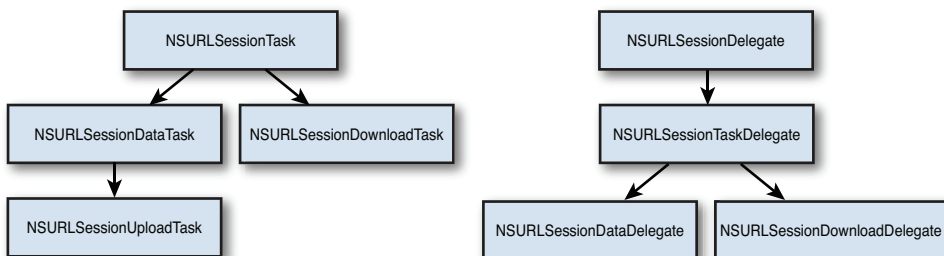 NSURLSessionTask
NSURLSessionDelegate
NSURLSessionDataTask
NSURLSessionDownloadTask
NSURLSessionTaskDelegate
NSURLSessionUploadTask
NSURLSessionDataDelegate
NSURLSessionDownloadDelegate